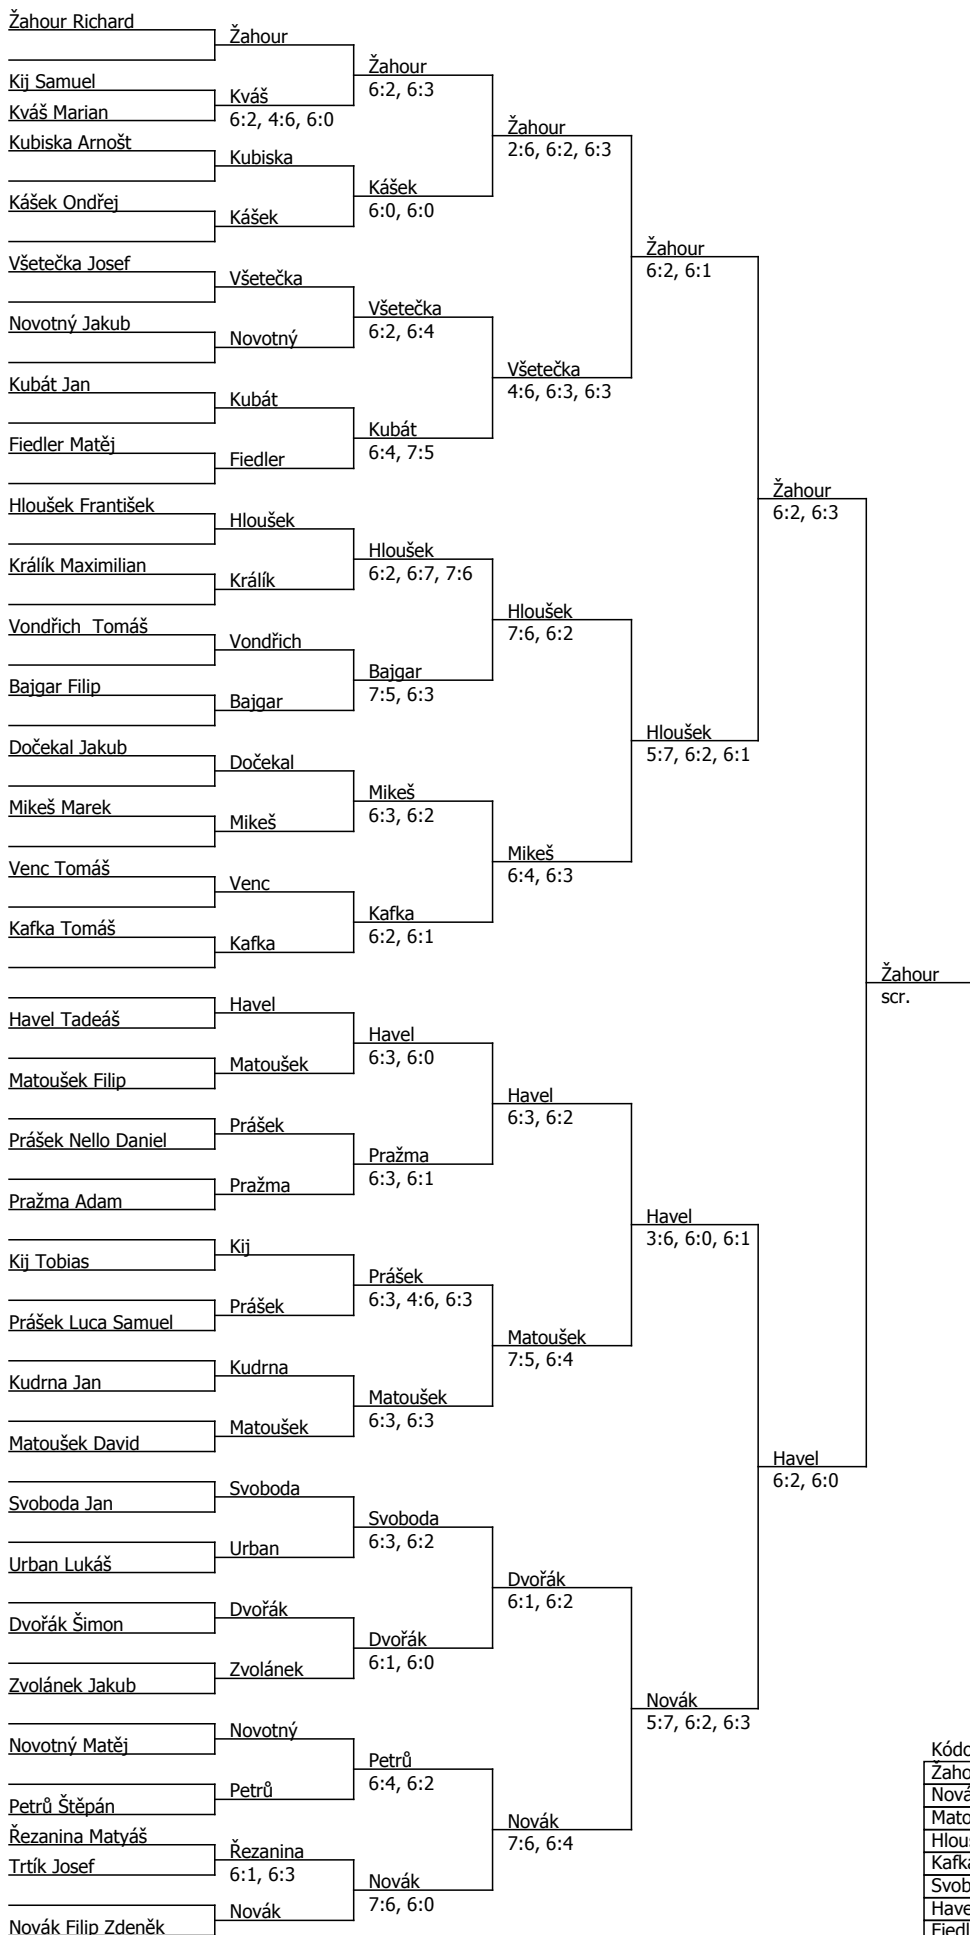 Žahour Richard
Žahour
Žahour
6:2, 6:3
Kij Samuel
Kváš
Kváš Marian
6:2, 4:6, 6:0
Žahour
2:6, 6:2, 6:3
Kubiska Arnošt
Kubiska
Kášek
6:0, 6:0
Kášek Ondřej
Kášek
Žahour
6:2, 6:1
Všetečka Josef
Všetečka
Všetečka
6:2, 6:4
Novotný Jakub
Novotný
Všetečka
4:6, 6:3, 6:3
Kubát Jan
Kubát
Kubát
6:4, 7:5
Fiedler Matěj
Fiedler
Žahour
6:2, 6:3
Hloušek František
Hloušek
Hloušek
6:2, 6:7, 7:6
Králík Maximilian
Králík
Hloušek
7:6, 6:2
Vondřich Tomáš
Vondřich
Bajgar
7:5, 6:3
Bajgar Filip
Bajgar
Hloušek
5:7, 6:2, 6:1
Dočekal Jakub
Dočekal
Mikeš
6:3, 6:2
Mikeš Marek
Mikeš
Mikeš
6:4, 6:3
Venc Tomáš
Venc
Kafka
6:2, 6:1
Kafka Tomáš
Kafka
Žahour
scr.
Havel
Havel Tadeáš
Havel
6:3, 6:0
Matoušek
Matoušek Filip
Havel
6:3, 6:2
Prášek
Prášek Nello Daniel
Pražma
6:3, 6:1
Pražma
Pražma Adam
Havel
3:6, 6:0, 6:1
Kij
Kij Tobias
Prášek
6:3, 4:6, 6:3
Prášek
Prášek Luca Samuel
Matoušek
7:5, 6:4
Kudrna
Kudrna Jan
Matoušek
6:3, 6:3
Matoušek
Matoušek David
Havel
6:2, 6:0
Svoboda
Svoboda Jan
Svoboda
6:3, 6:2
Urban
Urban Lukáš
Dvořák
6:1, 6:2
Dvořák
Dvořák Šimon
Dvořák
6:1, 6:0
Zvolánek
Zvolánek Jakub
Novák
5:7, 6:2, 6:3
Novotný
Novotný Matěj
Petrů
6:4, 6:2
Petrů
Petrů Štěpán
Novák
7:6, 6:4
Řezanina Matyáš
Řezanina
Trtík Josef
6:1, 6:3
Novák
7:6, 6:0
Novák
Novák Filip Zdeněk
Kódo
Žaho
Nová
Mato
Hlou
Kafka
Svob
Have
Fiedl